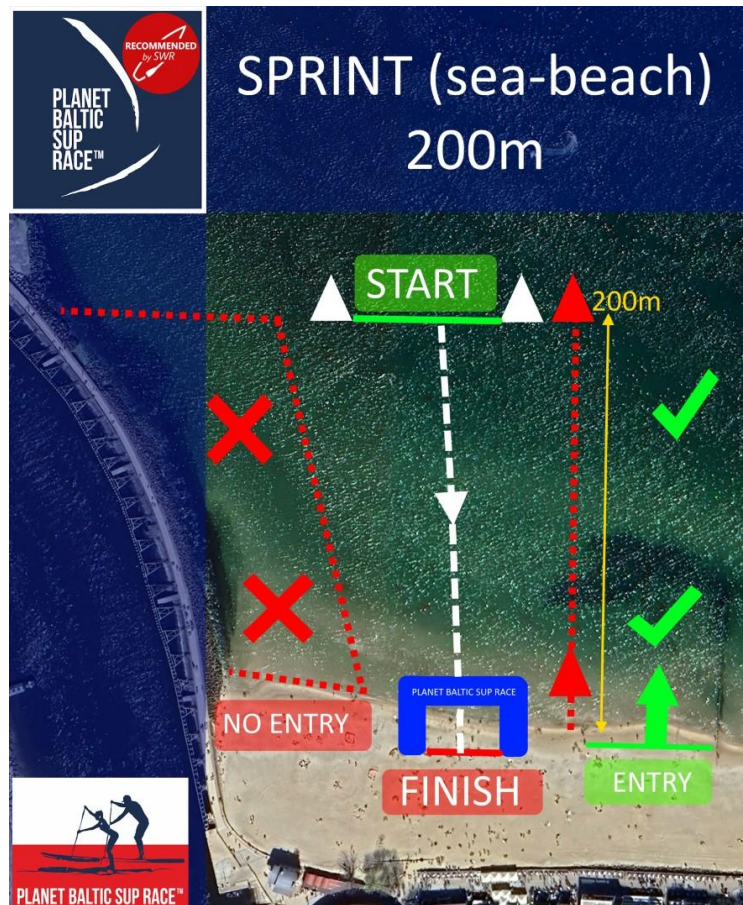 RECOMMENDED
by SWR
PLANET
BALTIC
SUP
RACE™
SPRINT (sea-beach)
200m
START
200m
PLANET BALTIC SUP RACE
NO ENTRY
FINISH
ENTRY
PLANET BALTIC SUP RACE™